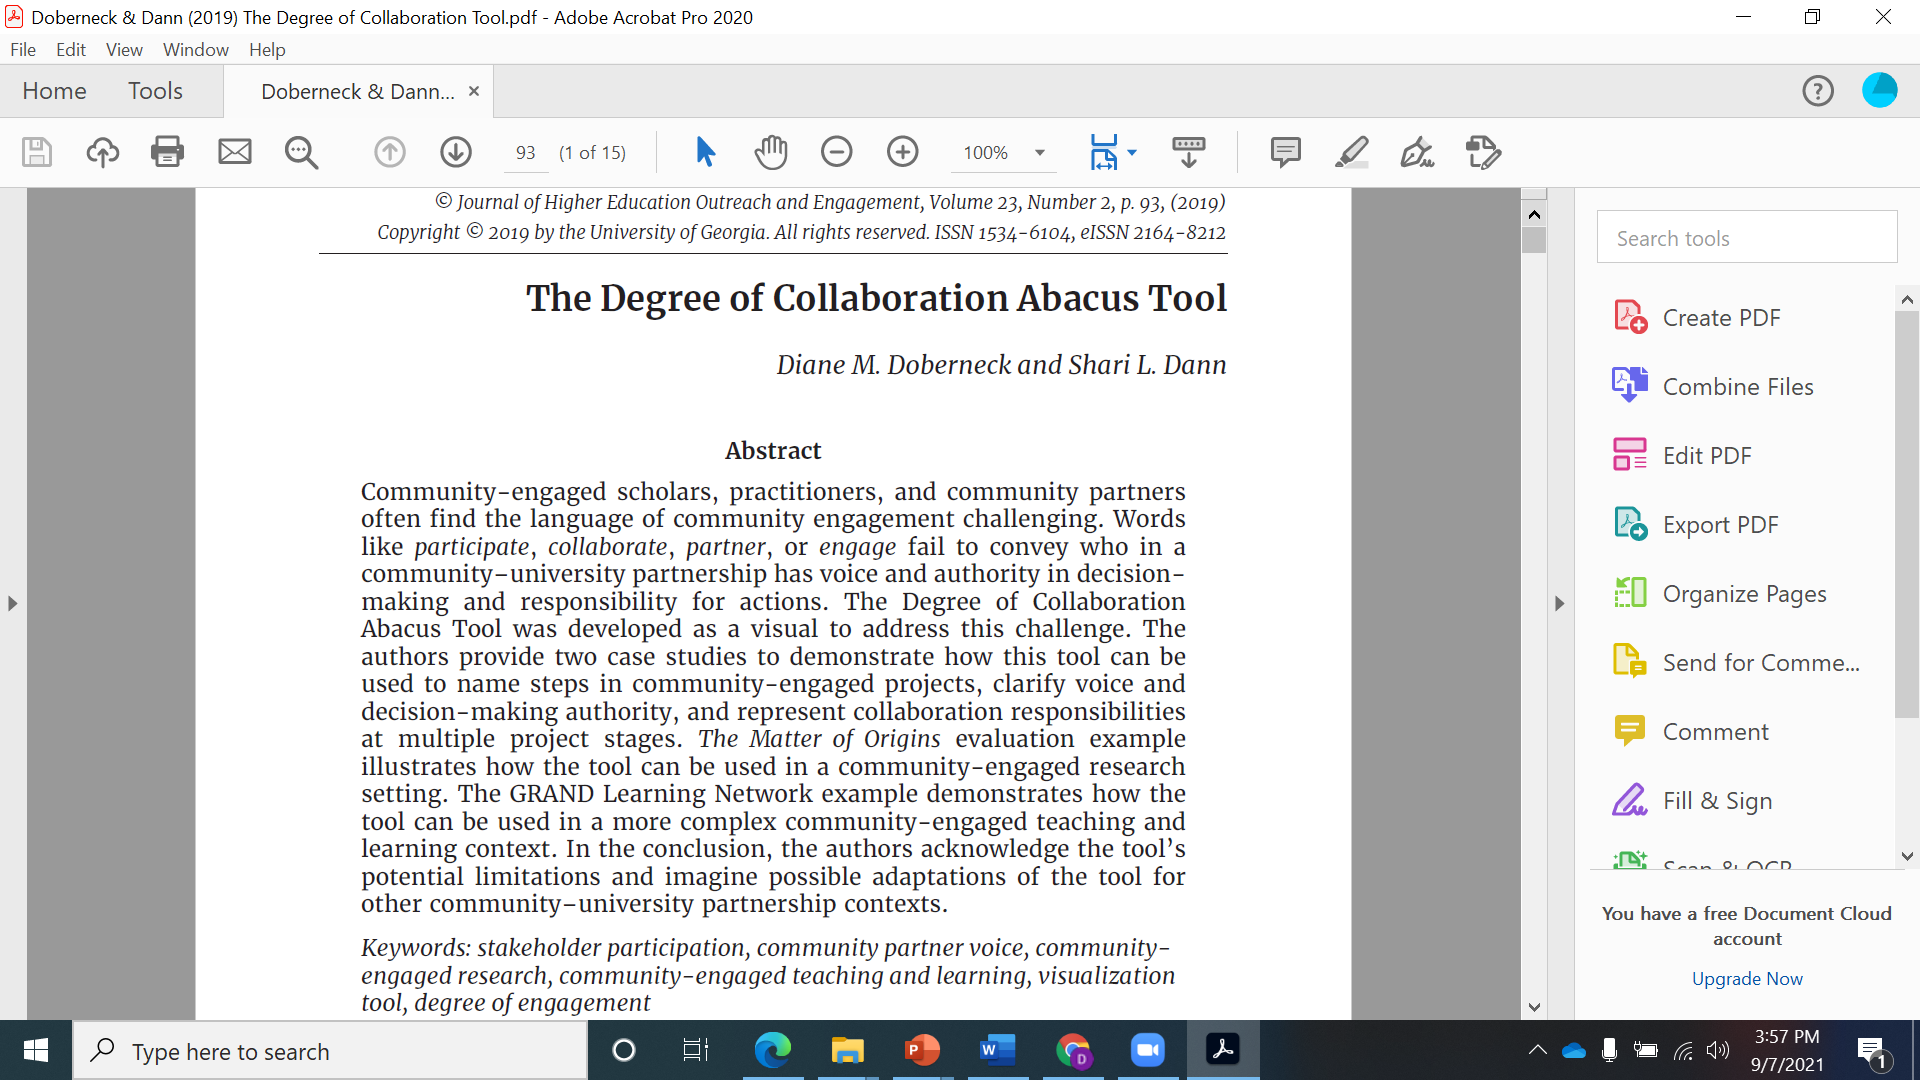 Doberneck & Dann (2019) The Degree of Collaboration Tool.pdf - Adobe Acrobat Pro 2020
File Edit View Window Help
Home Tools Doberneck & Dann... ×
93 (1 of 15) 100%
© Journal of Higher Education Outreach and Engagement, Volume 23, Number 2, p. 93, (2019)
Copyright © 2019 by the University of Georgia. All rights reserved. ISSN 1534-6104, eISSN 2164-8212
The Degree of Collaboration Abacus Tool
Diane M. Doberneck and Shari L. Dann
Abstract
Community-engaged scholars, practitioners, and community partners
often find the language of community engagement challenging. Words
like participate, collaborate, partner, or engage fail to convey who in a
community–university partnership has voice and authority in decision-
making and responsibility for actions. The Degree of Collaboration
Abacus Tool was developed as a visual to address this challenge. The
authors provide two case studies to demonstrate how this tool can be
used to name steps in community-engaged projects, clarify voice and
decision-making authority, and represent collaboration responsibilities
at multiple project stages. The Matter of Origins evaluation example
illustrates how the tool can be used in a community-engaged research
setting. The GRAND Learning Network example demonstrates how the
tool can be used in a more complex community-engaged teaching and
learning context. In the conclusion, the authors acknowledge the tool's
potential limitations and imagine possible adaptations of the tool for
other community–university partnership contexts.
Keywords: stakeholder participation, community partner voice, community-
engaged research, community-engaged teaching and learning, visualization
tool, degree of engagement
Search tools
Create PDF
Combine Files
Edit PDF
Export PDF
Organize Pages
Send for Comme...
Comment
Fill & Sign
Scan & OCR
You have a free Document Cloud
account
Upgrade Now
Type here to search
3:57 PM
9/7/2021
1